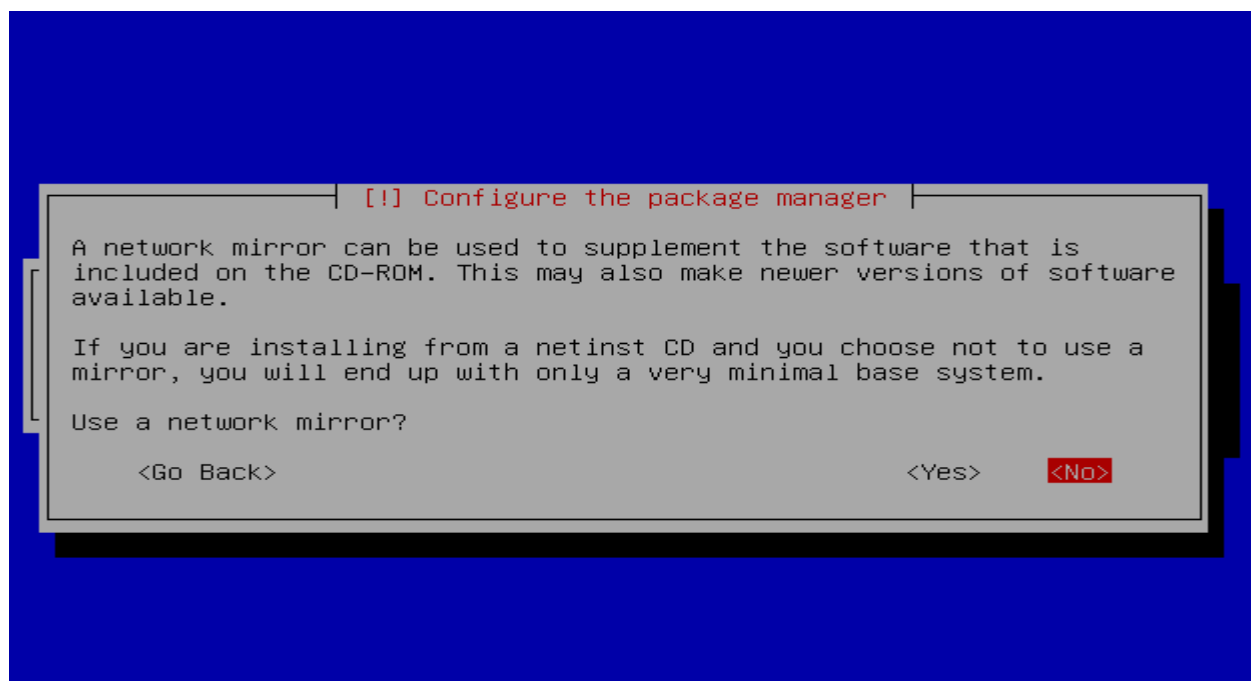 [!] Configure the package manager
A network mirror can be used to supplement the software that is
included on the CD-ROM. This may also make newer versions of software
available.
If you are installing from a netinst CD and you choose not to use a
mirror, you will end up with only a very minimal base system.
Use a network mirror?
<Go Back> <Yes> <No>